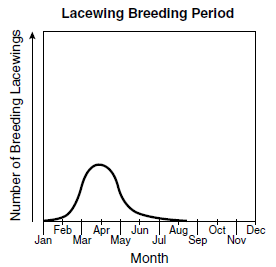 Lacewing Breeding Period
Number of Breeding Lacewings
Feb Apr Jun Aug Oct Dec
Jan Mar May Jul Sep Nov
Month